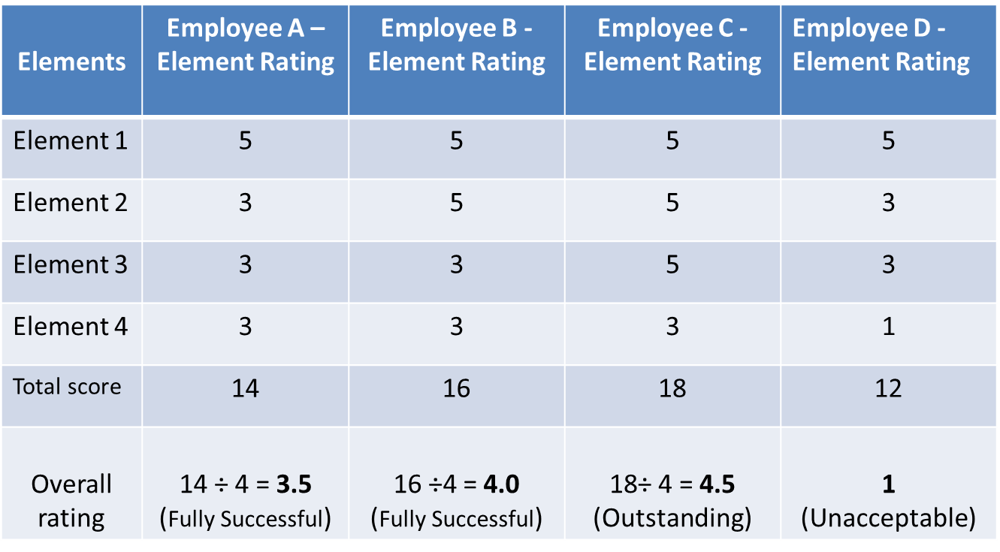 Elements
Employee A –
Element Rating
Employee B -
Element Rating
Employee C -
Element Rating
Employee D -
Element Rating
Element 1
5
5
5
5
Element 2
3
5
5
3
Element 3
3
3
5
3
Element 4
3
3
3
1
Total score
14
16
18
12
Overall
rating
14 ÷ 4 = 3.5
(Fully Successful)
16 ÷4 = 4.0
(Fully Successful)
18÷ 4 = 4.5
(Outstanding)
1
(Unacceptable)